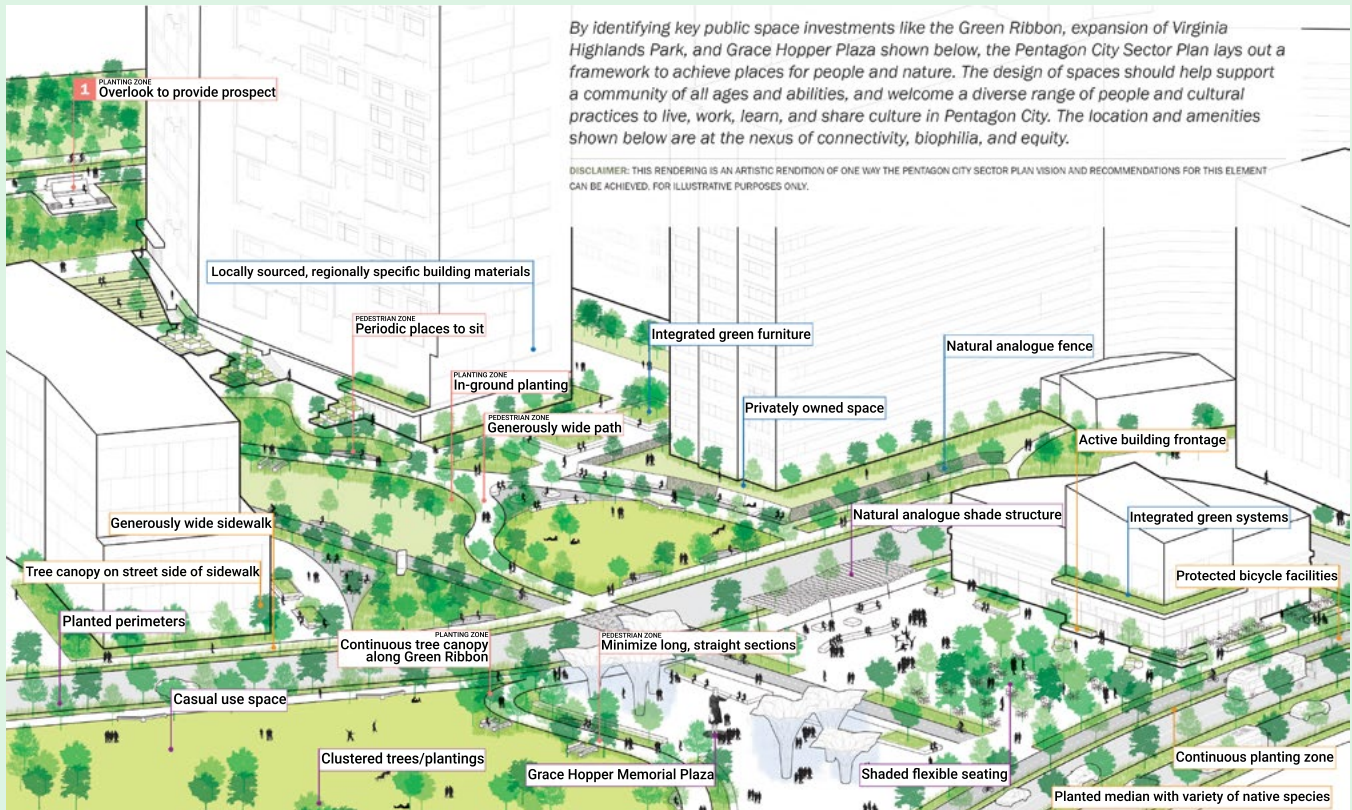 By identifying key public space investments like the Green Ribbon, expansion of Virginia
Highlands Park, and Grace Hopper Plaza shown below, the Pentagon City Sector Plan lays out a
framework to achieve places for people and nature. The design of spaces should help support
a community of all ages and abilities, and welcome a diverse range of people and cultural
practices to live, work, learn, and share culture in Pentagon City. The location and amenities
shown below are at the nexus of connectivity, biophilia, and equity.
DISCLAIMER: THIS RENDERING IS AN ARTISTIC RENDITION OF ONE WAY THE PENTAGON CITY SECTOR PLAN VISION AND RECOMMENDATIONS FOR THIS ELEMENT
CAN BE ACHIEVED. FOR ILLUSTRATIVE PURPOSES ONLY.
1
PLANTING ZONE
Overlook to provide prospect
Locally sourced, regionally specific building materials
PEDESTRIAN ZONE
Periodic places to sit
Integrated green furniture
Natural analogue fence
PLANTING ZONE
In-ground planting
Privately owned space
PEDESTRIAN ZONE
Generously wide path
Active building frontage
Natural analogue shade structure
Integrated green systems
Generously wide sidewalk
Tree canopy on street side of sidewalk
Protected bicycle facilities
Planted perimeters
PLANTING ZONE
Continuous tree canopy
along Green Ribbon
PEDESTRIAN ZONE
Minimize long, straight sections
Casual use space
Clustered trees/plantings
Grace Hopper Memorial Plaza
Shaded flexible seating
Continuous planting zone
Planted median with variety of native species